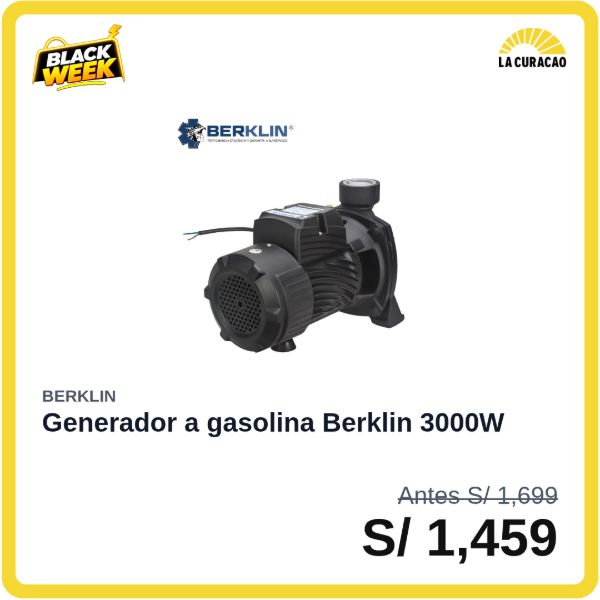 BLACK
WEEK
LA CURACAO
BERKLIN®
BERKLIN
Generador a gasolina Berklin 3000W
Antes S/ 1,699
S/ 1,459